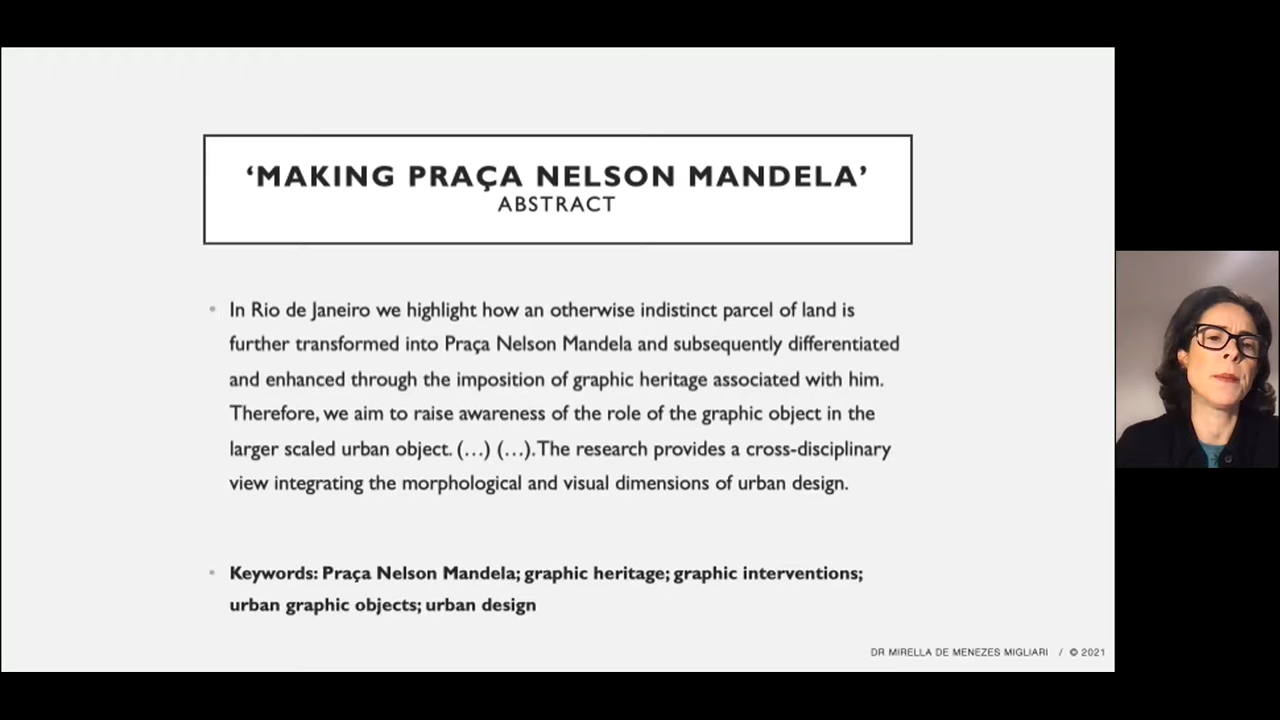 ‘MAKING PRAÇA NELSON MANDELA’
ABSTRACT
• In Rio de Janeiro we highlight how an otherwise indistinct parcel of land is
further transformed into Praça Nelson Mandela and subsequently differentiated
and enhanced through the imposition of graphic heritage associated with him.
Therefore, we aim to raise awareness of the role of the graphic object in the
larger scaled urban object. (…) (…). The research provides a cross-disciplinary
view integrating the morphological and visual dimensions of urban design.
• Keywords: Praça Nelson Mandela; graphic heritage; graphic interventions;
urban graphic objects; urban design
DR MIRELLA DE MENEZES MIGLIARI / © 2021